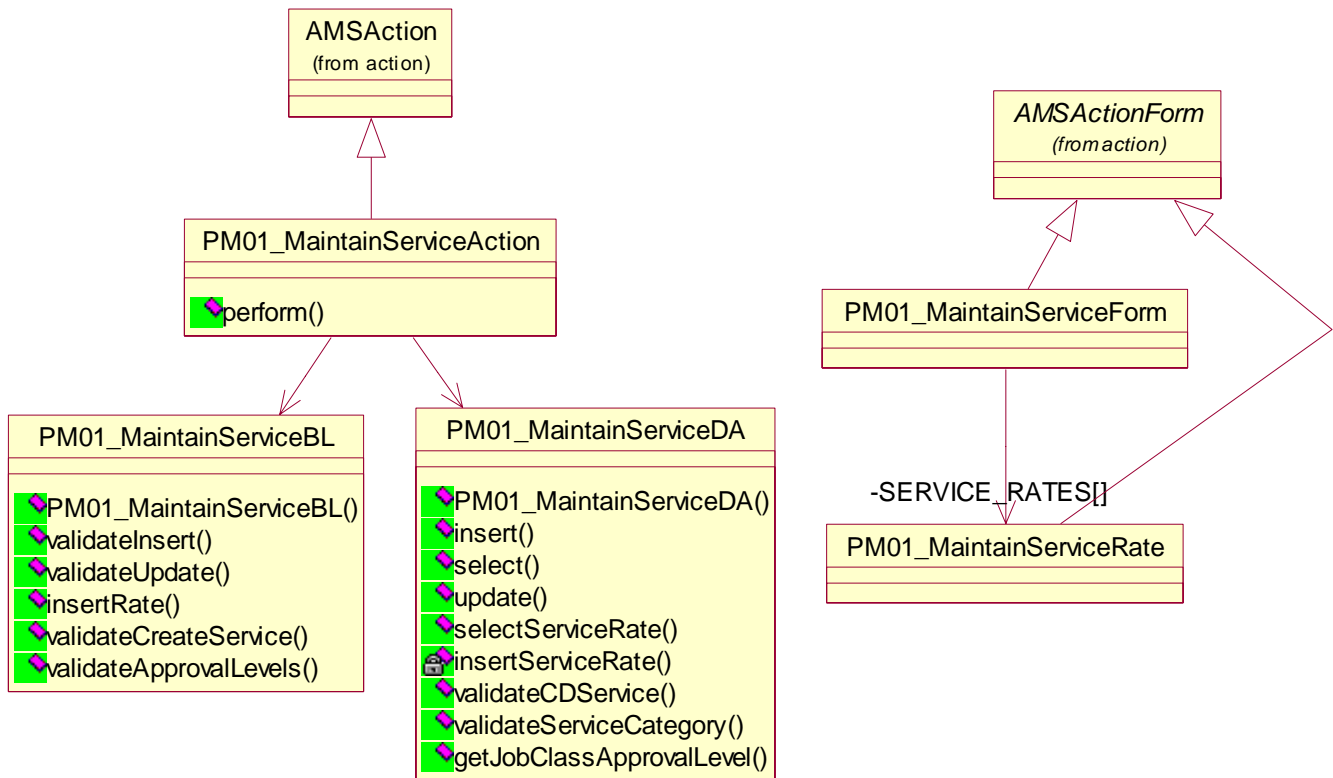 AMSAction
(from action)
PM01_MaintainServiceAction
perform()
PM01_MaintainServiceBL
PM01_MaintainServiceBL()
validateInsert()
validateUpdate()
insertRate()
validateCreateService()
validateApprovalLevels()
PM01_MaintainServiceDA
PM01_MaintainServiceDA()
insert()
select()
update()
selectServiceRate()
insertServiceRate()
validateCDService()
validateServiceCategory()
getJobClassApprovalLevel()
AMSActionForm
(from action)
PM01_MaintainServiceForm
-SERVICE_RATES[]
PM01_MaintainServiceRate